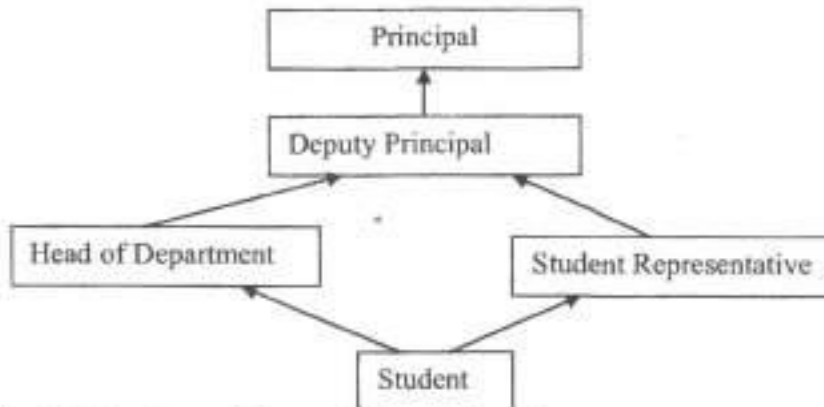 Principal
Deputy Principal
Head of Department
Student Representative
Student